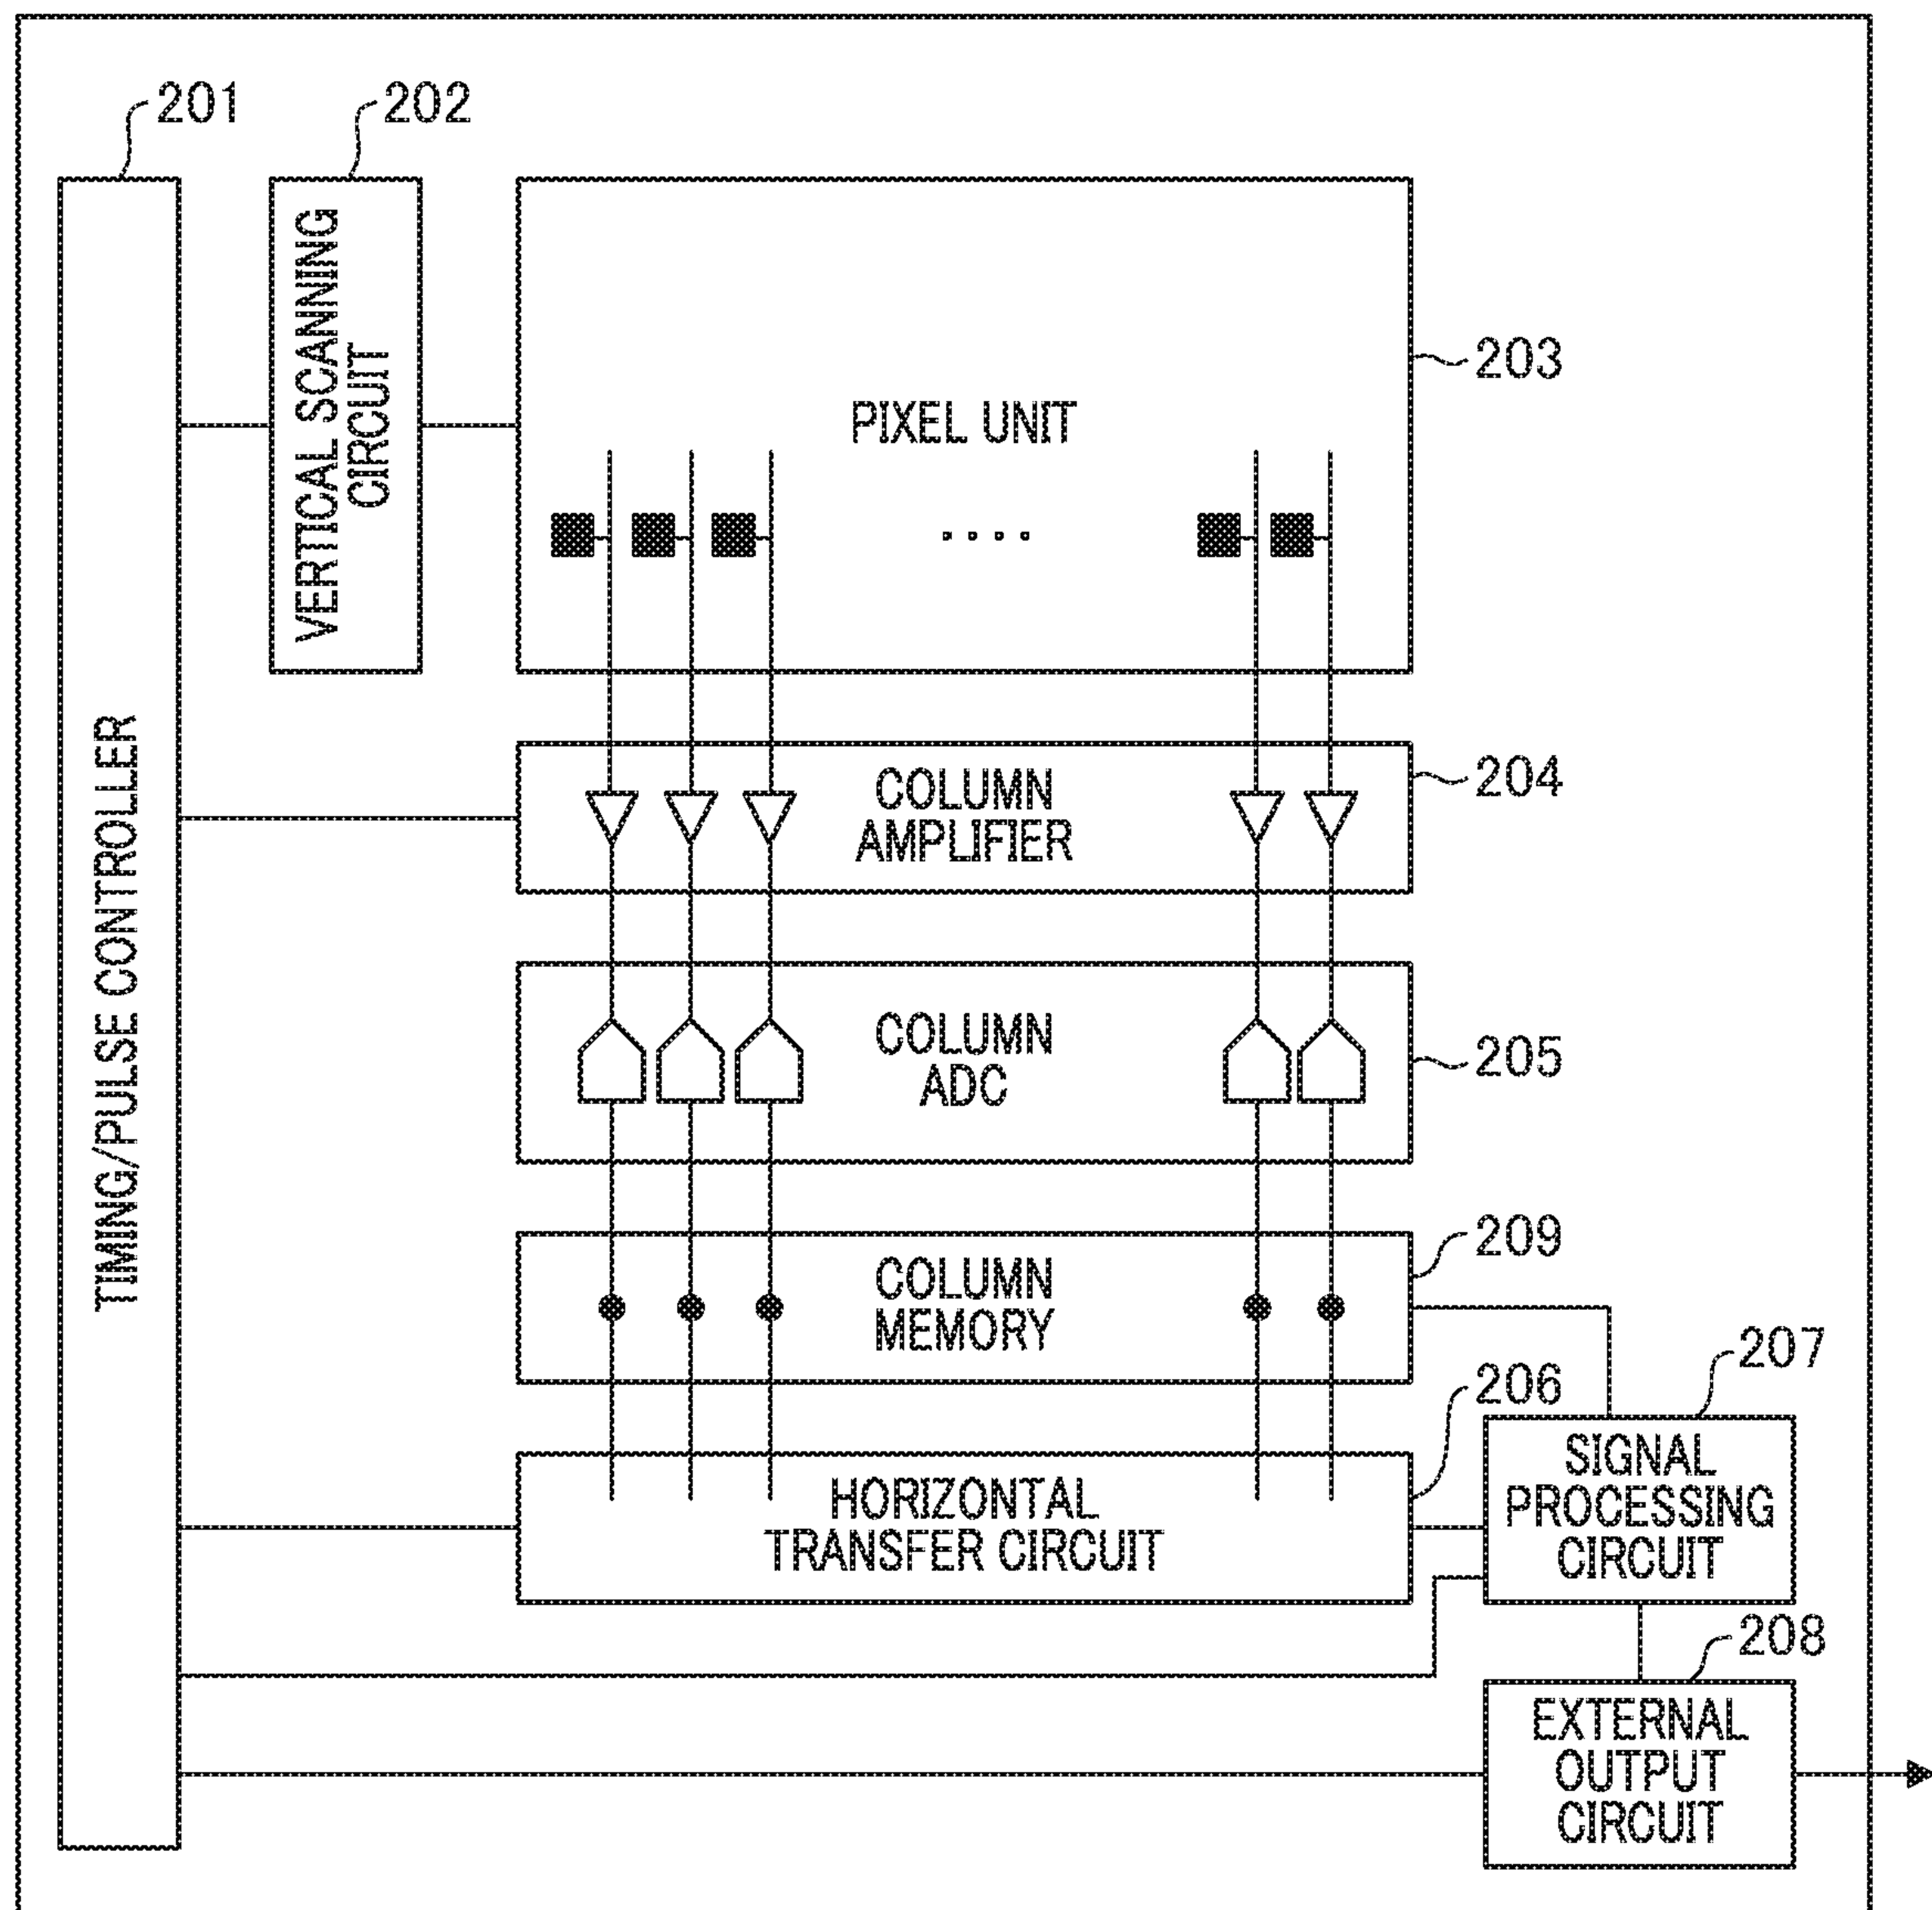 201
202
TIMING/PULSE CONTROLLER
VERTICAL SCANNING
CIRCUIT
PIXEL UNIT
203
COLUMN
AMPLIFIER
204
COLUMN
ADC
205
COLUMN
MEMORY
209
HORIZONTAL
TRANSFER CIRCUIT
206
207
SIGNAL
PROCESSING
CIRCUIT
208
EXTERNAL
OUTPUT
CIRCUIT